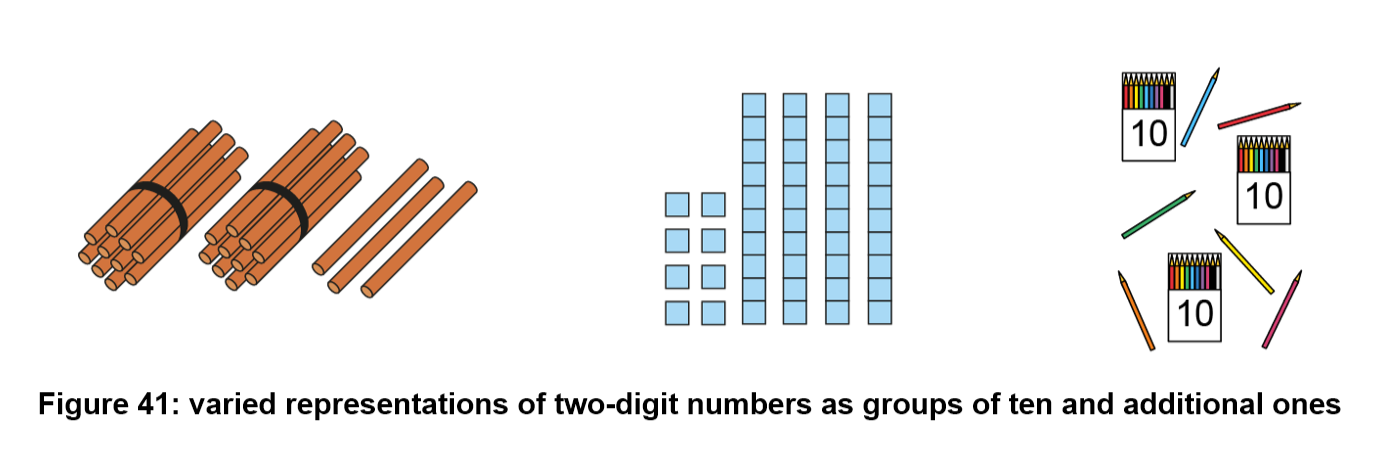 10
10
10
Figure 41: varied representations of two-digit numbers as groups of ten and additional ones